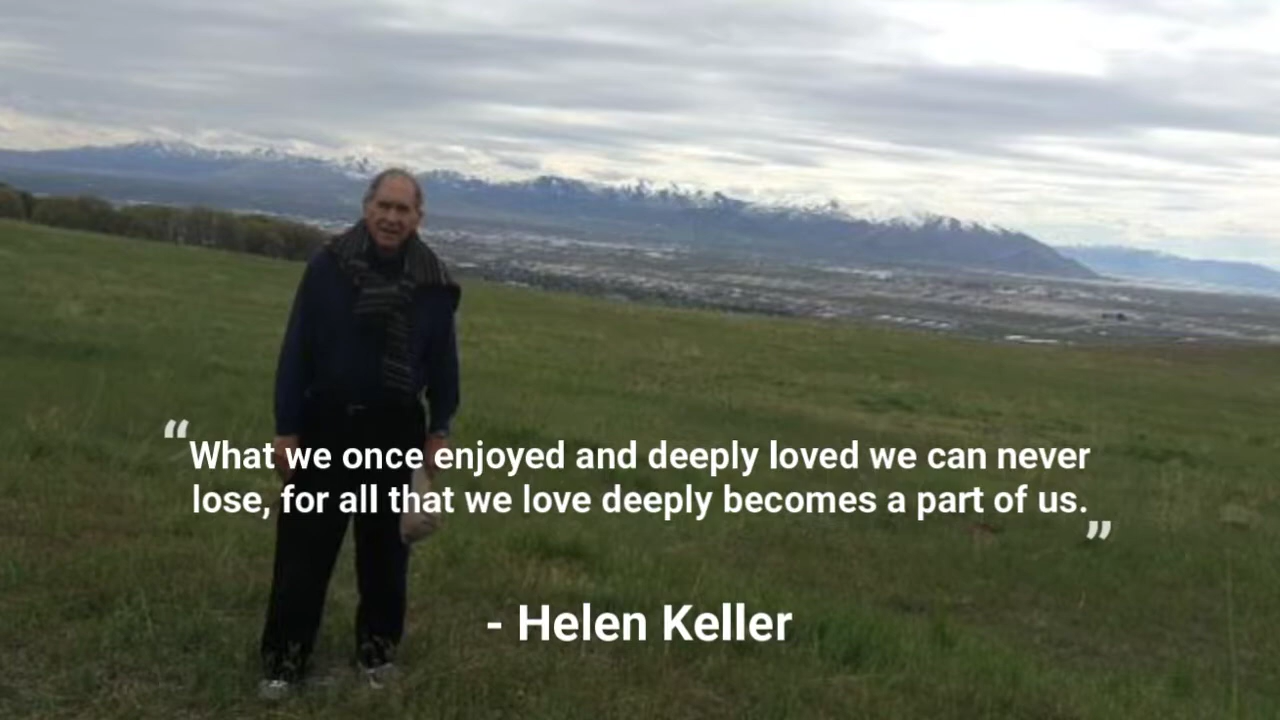 “What we once enjoyed and deeply loved we can never
lose, for all that we love deeply becomes a part of us.”
- Helen Keller